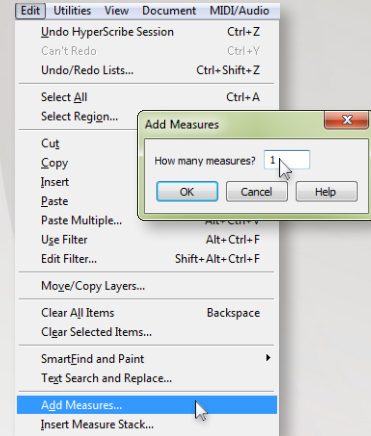 Edit Utilities View Document MIDI/Audio
Undo HyperScribe Session Ctrl+Z
Can't Redo Ctrl+Y
Undo/Redo Lists... Ctrl+Shift+Z
Select All Ctrl+A
Select Region...
Add Measures
How many measures? 1
OK Cancel Help
Cut
Copy
Insert
Paste
Paste Multiple... Alt+Ctrl+V
Use Filter Alt+Ctrl+F
Edit Filter... Shift+Alt+Ctrl+F
Move/Copy Layers...
Clear All Items Backspace
Clear Selected Items...
SmartFind and Paint
Text Search and Replace...
Add Measures...
Insert Measure Stack...